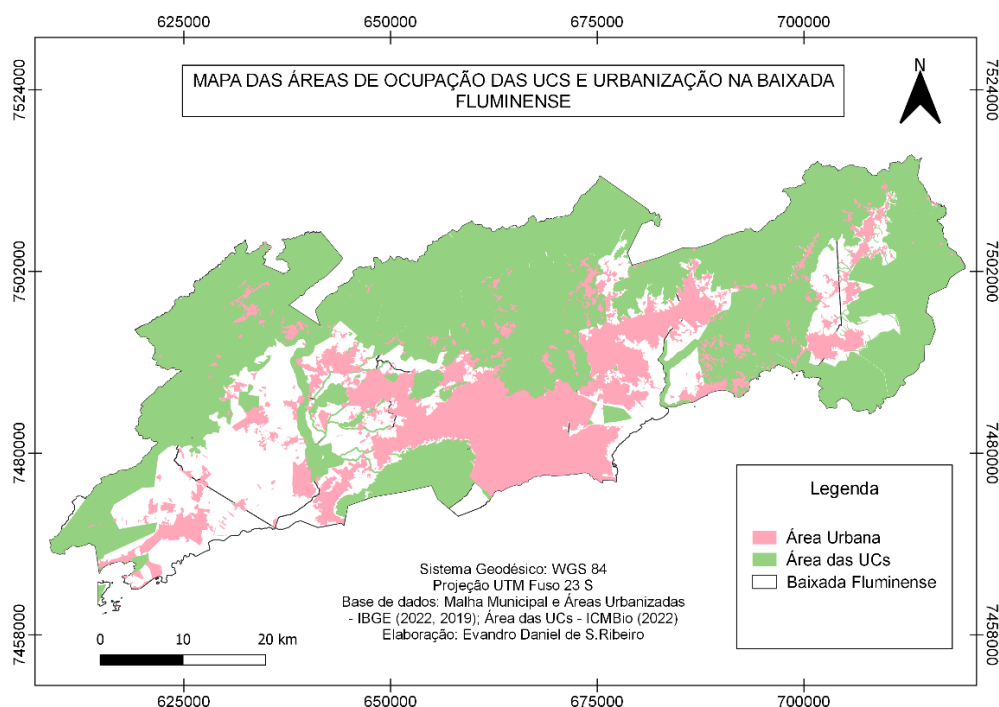 625000 650000 675000 700000
MAPA DAS ÁREAS DE OCUPAÇÃO DAS UCS E URBANIZAÇÃO NA BAIXADA
FLUMINENSE
N
7524000 7524000
7502000 7502000
7480000 7480000
7458000 7458000
Legenda
Área Urbana
Área das UCs
Baixada Fluminense
Sistema Geodésico: WGS 84
Projeção UTM Fuso 23 S
Base de dados: Malha Municipal e Áreas Urbanizadas
- IBGE (2022, 2019); Área das UCs - ICMBio (2022)
Elaboração: Evandro Daniel de S.Ribeiro
0 10 20 km
625000 650000 675000 700000